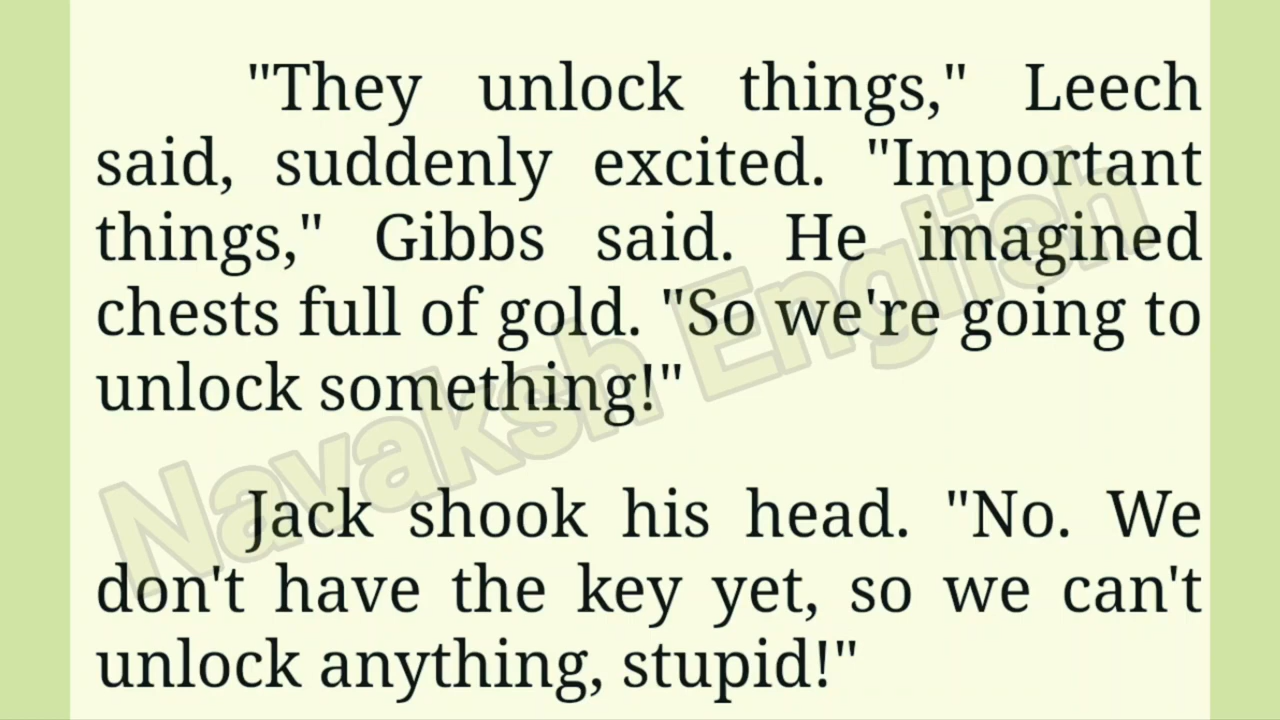 "They unlock things," Leech
said, suddenly excited. "Important
things," Gibbs said. He imagined
chests full of gold. "So we're going to
unlock something!"
Jack shook his head. "No. We
don't have the key yet, so we can't
unlock anything, stupid!"
Navaksh English